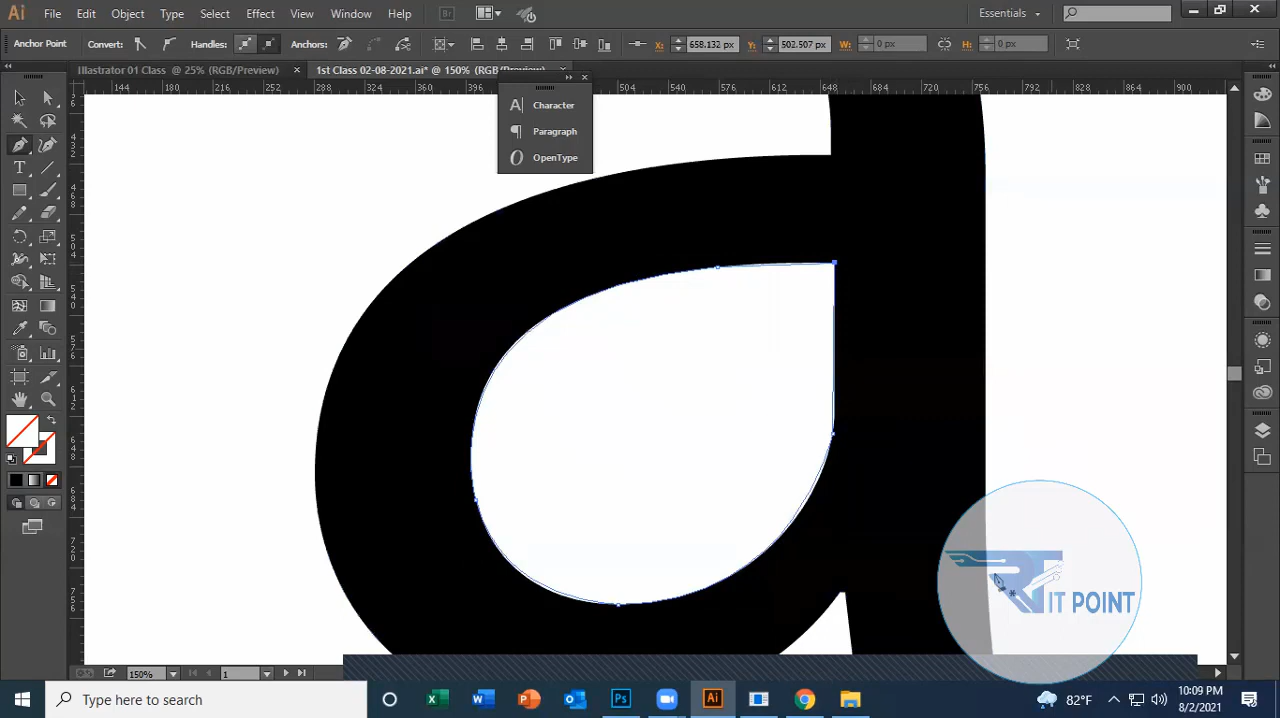 Ai File Edit Object Type Select Effect View Window Help Br Essentials
Anchor Point Convert: Handles: Anchors: X: 658.132 px Y: 502.507 px W: 0 px H: 0 px
Illustrator 01 Class @ 25% (RGB/Preview) × 1st Class 02-08-2021.ai* @ 150% (RGB/Preview)
144 180 216 252 288 324 360 396 504 540 576 612 648 684 720 756 792 828 864 900
Character
Paragraph
OpenType
IT POINT
150% 1
Type here to search Ps Ai 82°F 10:09 PM
8/2/2021